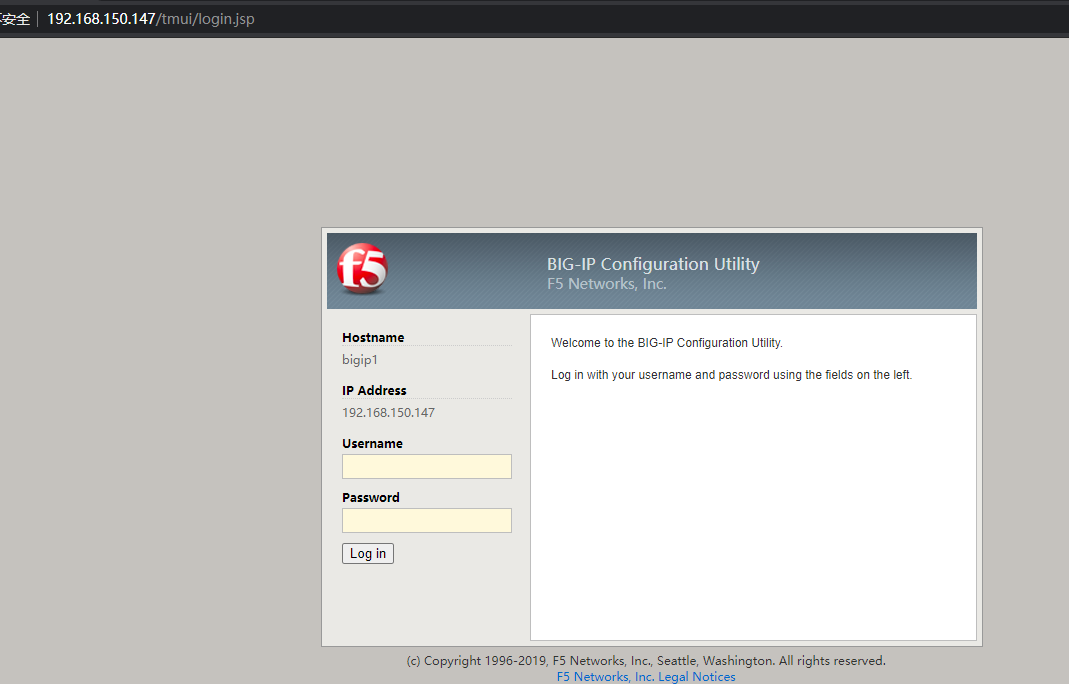 不安全 192.168.150.147/tmui/login.jsp
f5
BIG-IP Configuration Utility
F5 Networks, Inc.
Hostname
bigip1
IP Address
192.168.150.147
Username
Password
Log in
Welcome to the BIG-IP Configuration Utility.
Log in with your username and password using the fields on the left.
(c) Copyright 1996-2019, F5 Networks, Inc., Seattle, Washington. All rights reserved.
F5 Networks, Inc. Legal Notices